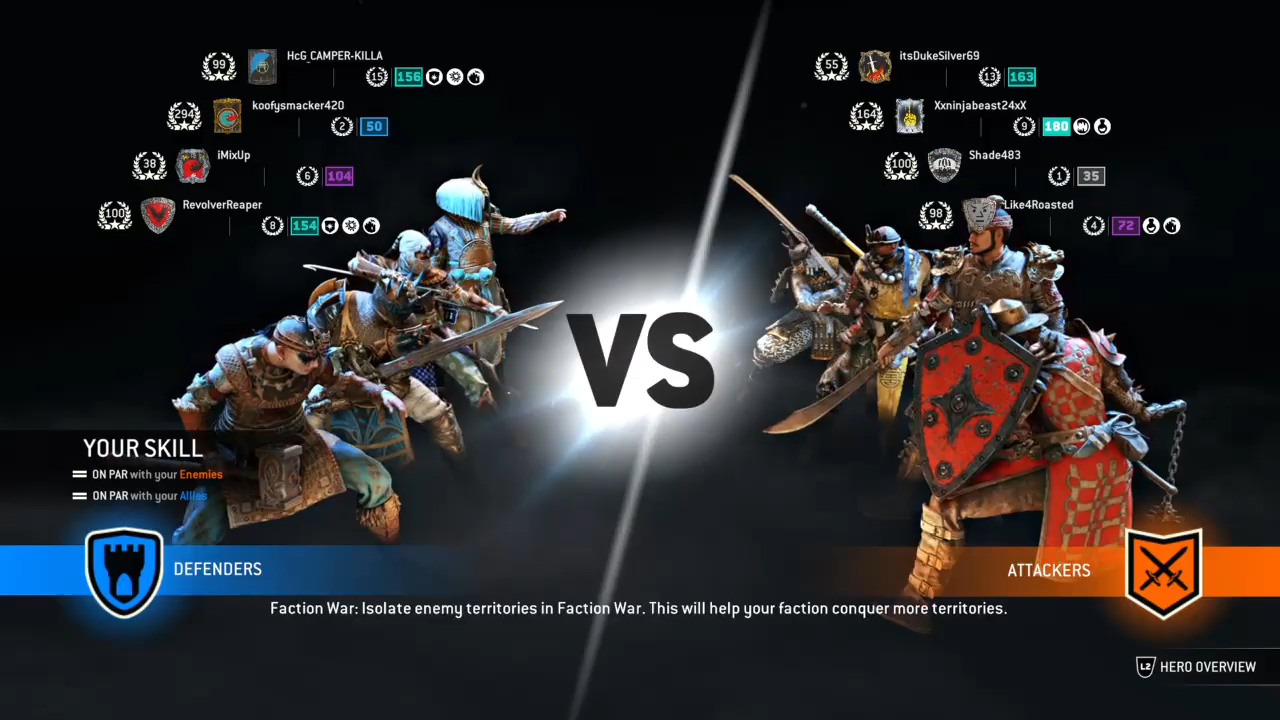 99 HcG_CAMPER-KILLA
15 156
294 koofysmacker420
2 50
38 iMixUp
6 104
100 RevolverReaper
8 154
55 itsDukeSilver69
13 163
164 Xxninjabeast24xX
9 180
100 Shade483
1 35
98 Like4Roasted
4 72
VS
YOUR SKILL
ON PAR with your Enemies
ON PAR with your Allies
DEFENDERS
ATTACKERS
Faction War: Isolate enemy territories in Faction War. This will help your faction conquer more territories.
L2 HERO OVERVIEW